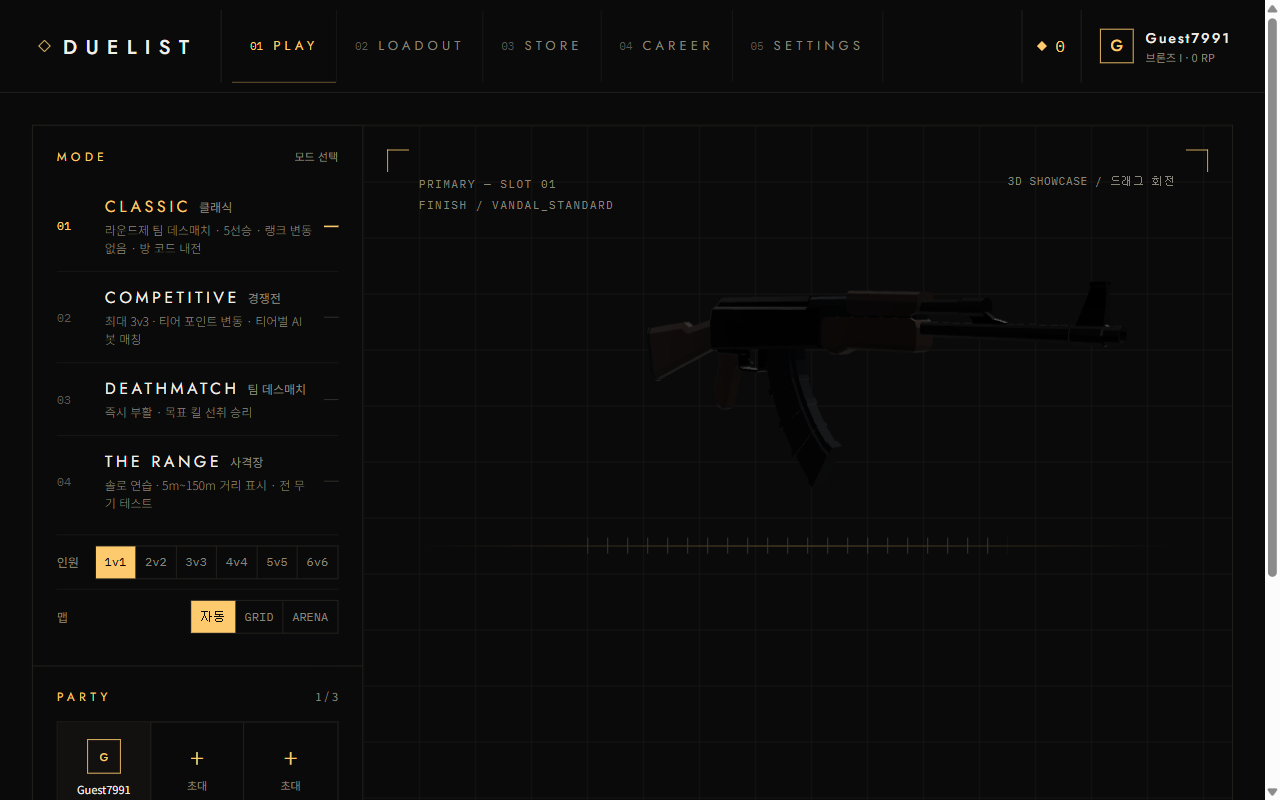 ◇ DUELIST
01 PLAY
02 LOADOUT
03 STORE
04 CAREER
05 SETTINGS
◆ 0
G
Guest7991
브론즈 I · 0 RP
MODE
모드 선택
01
CLASSIC 클래식
라운드제 팀 데스매치 · 5선승 · 랭크 변동
없음 · 방 코드 내전
02
COMPETITIVE 경쟁전
최대 3v3 · 티어 포인트 변동 · 티어별 AI
봇 매칭
03
DEATHMATCH 팀 데스매치
즉시 부활 · 목표 킬 선취 승리
04
THE RANGE 사격장
솔로 연습 · 5m~150m 거리 표시 · 전 무
기 테스트
인원
1v1 2v2 3v3 4v4 5v5 6v6
맵
자동 GRID ARENA
PARTY
1 / 3
G
Guest7991
+
초대
+
초대
PRIMARY — SLOT 01
FINISH / VANDAL_STANDARD
3D SHOWCASE / 드래그 회전